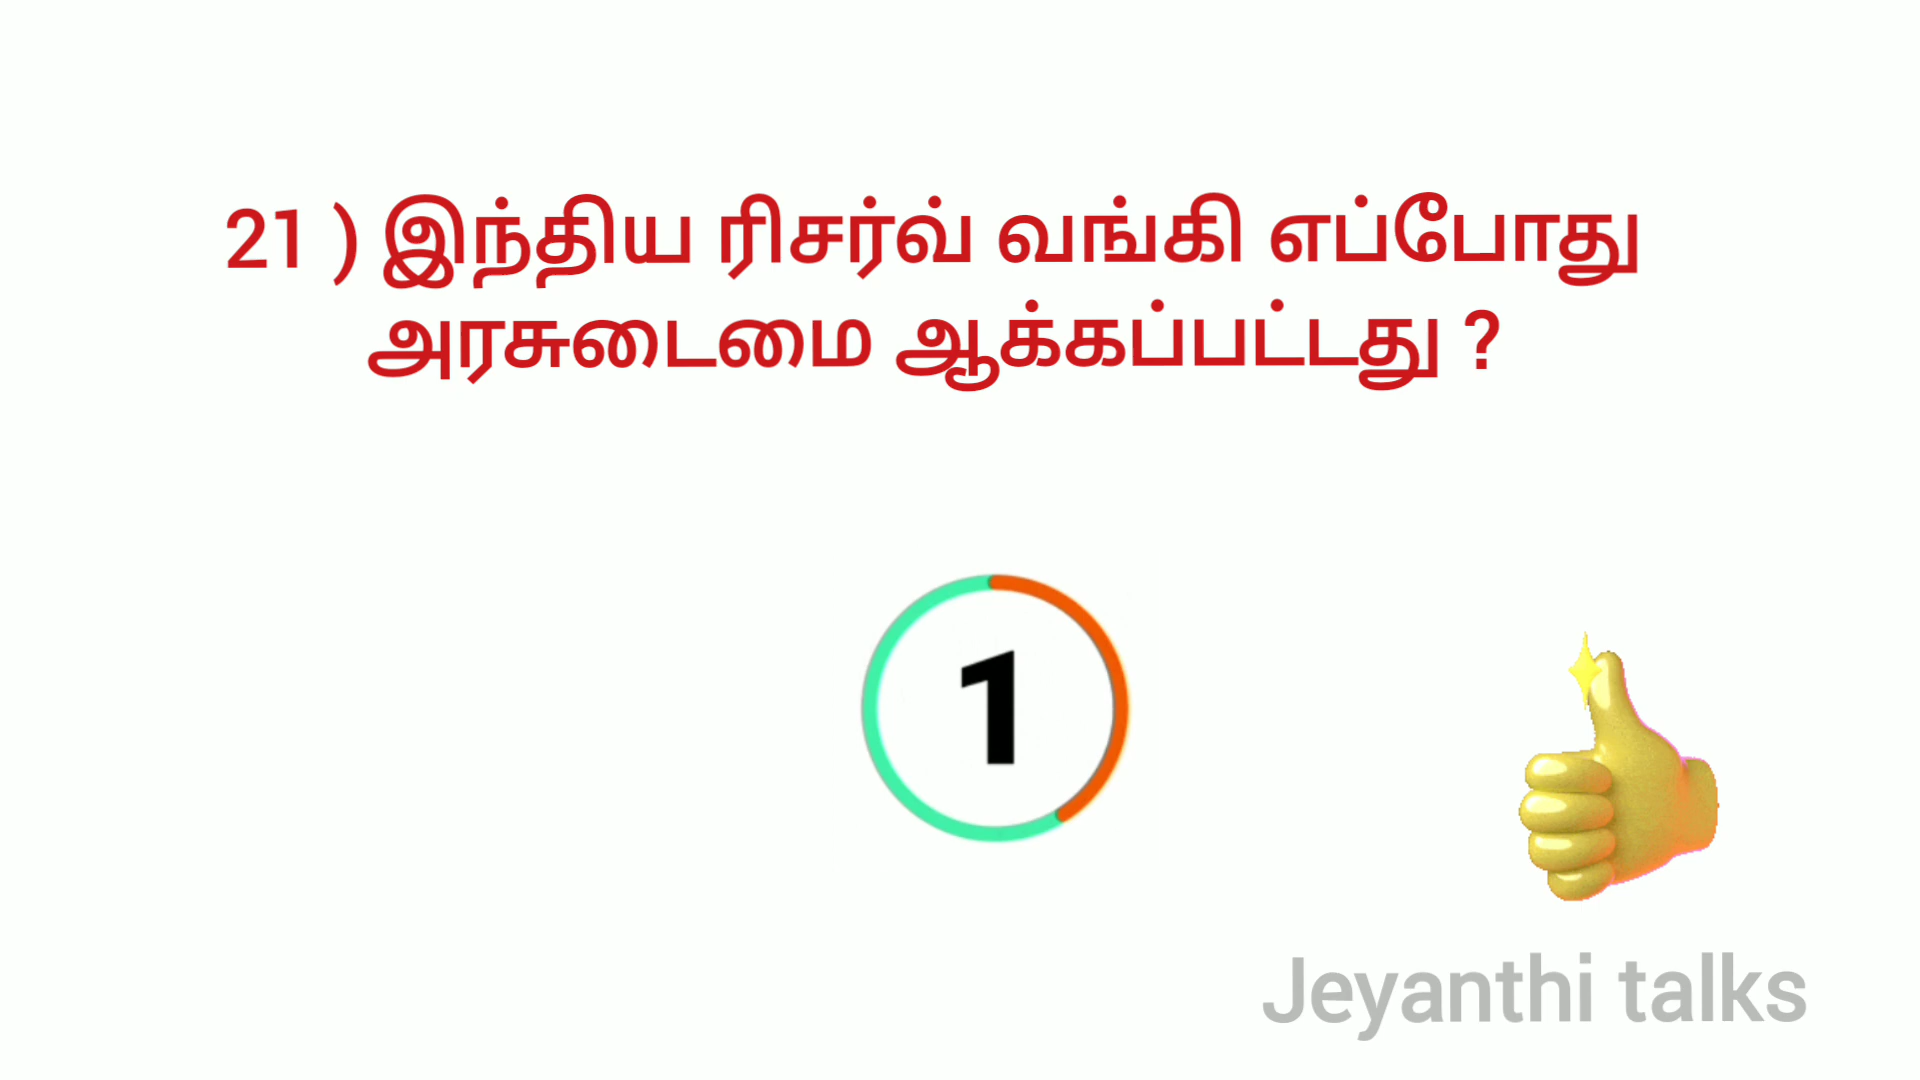 21 ) இந்திய ரிசர்வ் வங்கி எப்போது
அரசுடைமை ஆக்கப்பட்டது ?
1
Jeyanthi talks